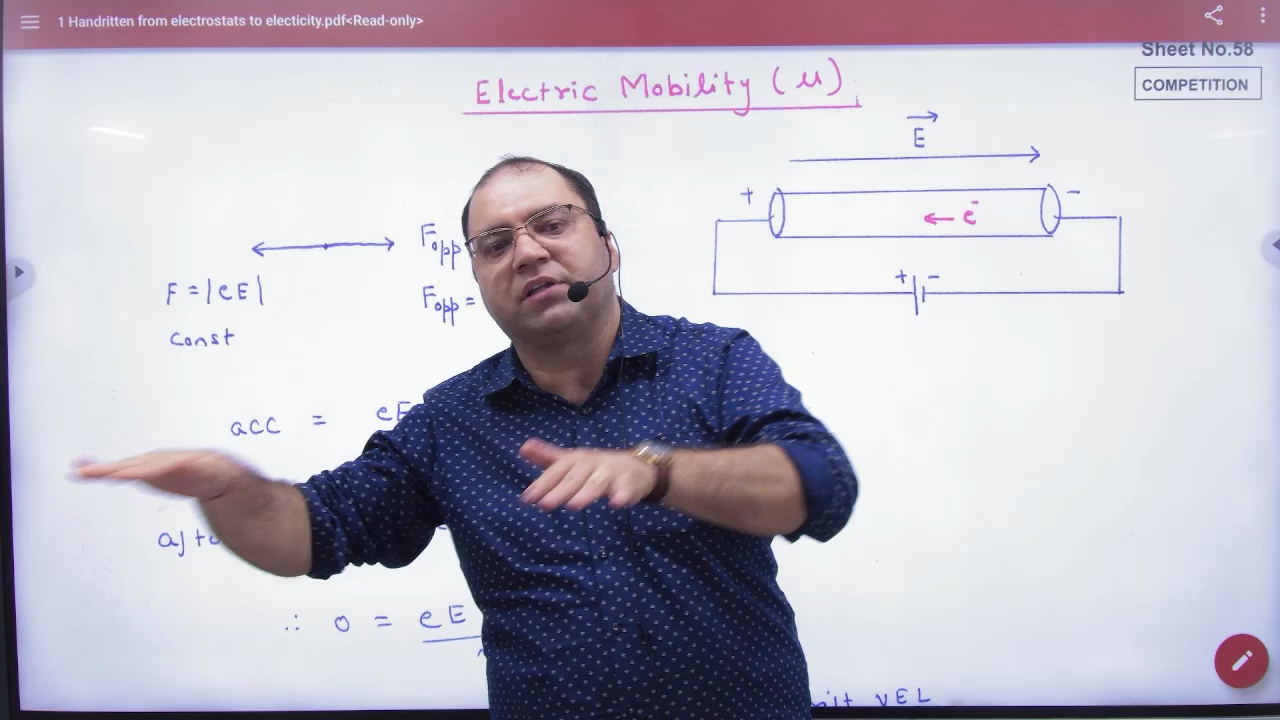 1 Handritten from electrostats to electicity.pdf<Read-only>
Sheet No.58
COMPETITION
Electric Mobility (μ)
E
+ -
← e⁻
+ -
F = |eE|
const
Fopp
Fopp =
acc = eE
∴ 0 = eE
VEL